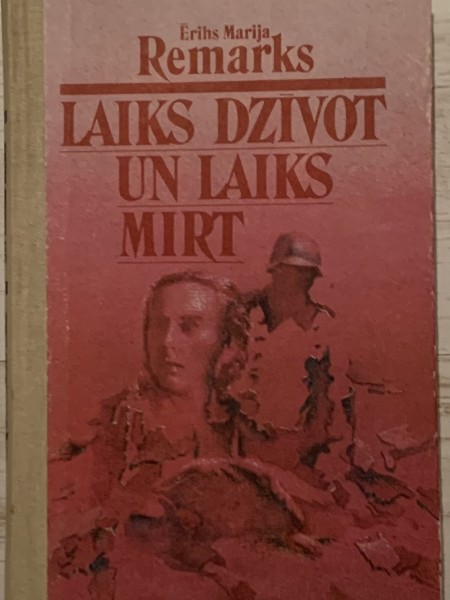 Ērihs Marija
Remarks
LAIKS DZĪVOT
UN LAIKS
MIRT